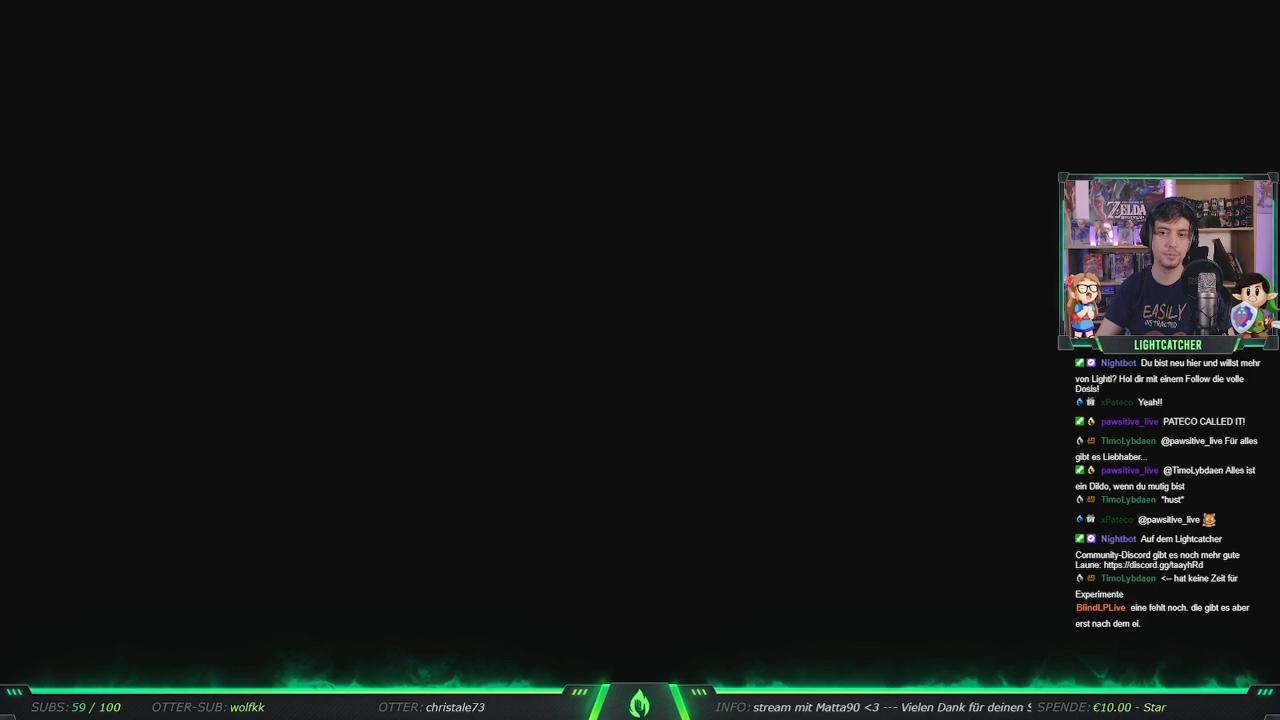 ZELDA
EASILY
DISTRACTED
LIGHTCATCHER
Nightbot Du bist neu hier und willst mehr
von Lighti? Hol dir mit einem Follow die volle
Dosis!
xPateco Yeah!!
pawsitive_live PATECO CALLED IT!
TimoLybdaen @pawsitive_live Für alles
gibt es Liebhaber...
pawsitive_live @TimoLybdaen Alles ist
ein Dildo, wenn du mutig bist
TimoLybdaen *hust*
xPateco @pawsitive_live
Nightbot Auf dem Lightcatcher
Community-Discord gibt es noch mehr gute
Laune: https://discord.gg/taayhRd
TimoLybdaen <-- hat keine Zeit für
Experimente
BlindLPLive eine fehlt noch. die gibt es aber
erst nach dem ei.
SUBS: 59 / 100 OTTER-SUB: wolfkk OTTER: christale73 INFO: stream mit Matta90 <3 --- Vielen Dank für deinen S SPENDE: €10.00 - Star